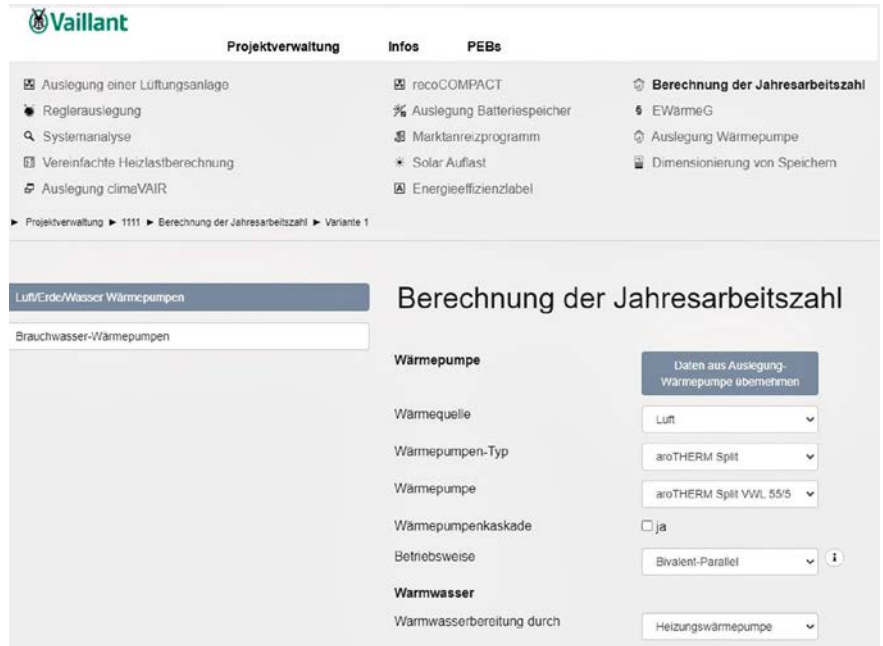 Vaillant
Projektverwaltung Infos PEBs
Auslegung einer Lüftungsanlage
Reglerauslegung
Systemanalyse
Vereinfachte Heizlastberechnung
Auslegung climaVAIR
recoCOMPACT
Auslegung Batteriespeicher
Marktanreizprogramm
Solar Auflast
Energieeffizienzlabel
Berechnung der Jahresarbeitszahl
EWärmeG
Auslegung Wärmepumpe
Dimensionierung von Speichern
► Projektverwaltung ► 1111 ► Berechnung der Jahresarbeitszahl ► Variante 1
Luft/Erde/Wasser Wärmepumpen
Brauchwasser-Wärmepumpen
Berechnung der Jahresarbeitszahl
Wärmepumpe
Daten aus Auslegung-
Wärmepumpe übernehmen
Wärmequelle Luft
Wärmepumpen-Typ aroTHERM Split
Wärmepumpe aroTHERM Split VWL 55/5
Wärmepumpenkaskade ja
Betriebsweise Bivalent-Parallel i
Warmwasser
Warmwasserbereitung durch Heizungswärmepumpe